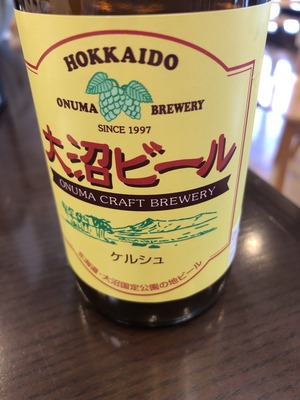 HOKKAIDO
ONUMA BREWERY
SINCE 1997
大沼ビール
ONUMA CRAFT BREWERY
ケルシュ
北海道・大沼国定公園の地ビール